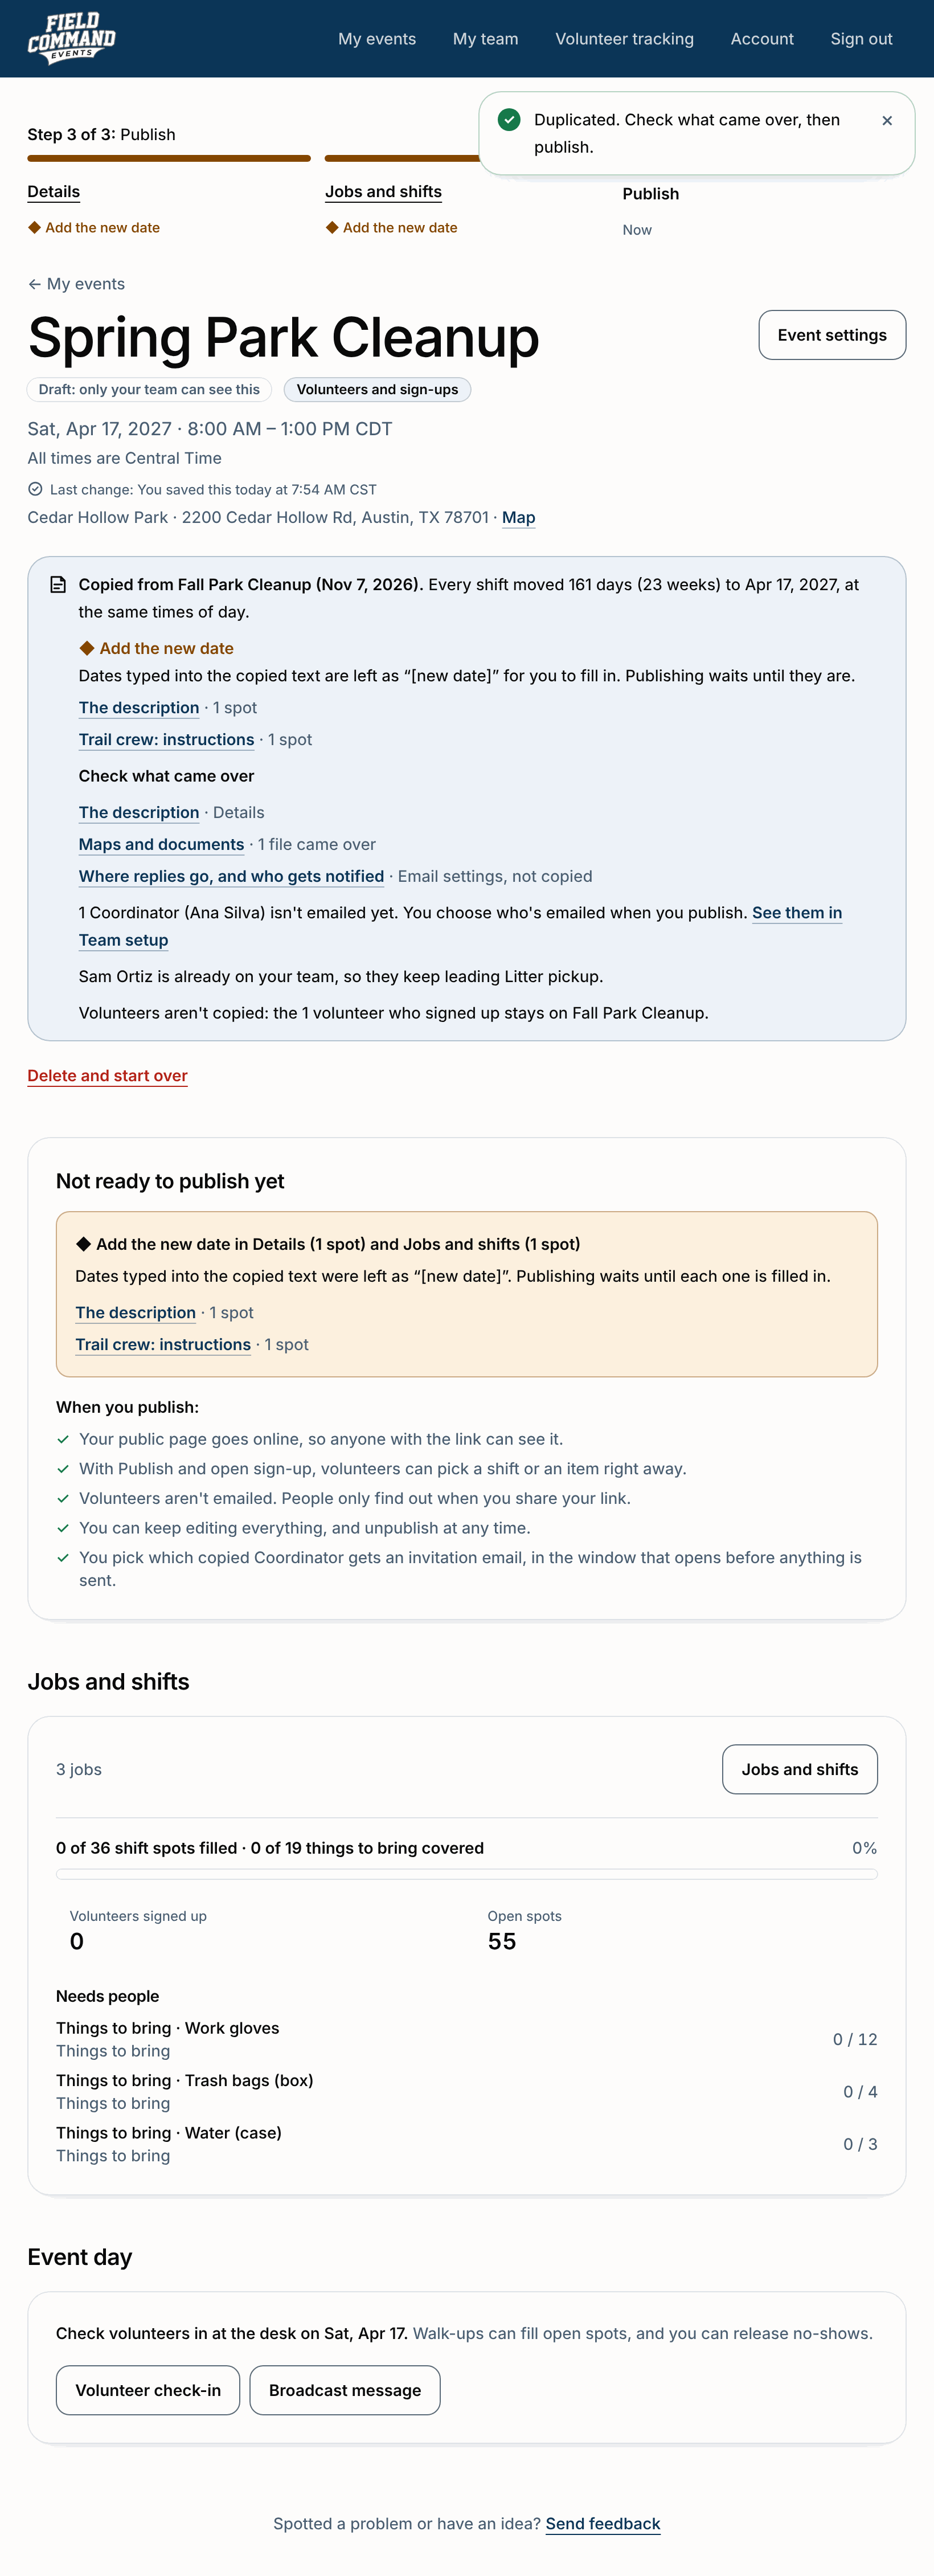 FIELD
COMMAND
EVENTS
My events
My team
Volunteer tracking
Account
Sign out
Duplicated. Check what came over, then
publish.
Step 3 of 3: Publish
Details
Add the new date
Jobs and shifts
Add the new date
Publish
Now
← My events
Spring Park Cleanup
Event settings
Draft: only your team can see this
Volunteers and sign-ups
Sat, Apr 17, 2027 · 8:00 AM – 1:00 PM CDT
All times are Central Time
Last change: You saved this today at 7:54 AM CST
Cedar Hollow Park · 2200 Cedar Hollow Rd, Austin, TX 78701 · Map
Copied from Fall Park Cleanup (Nov 7, 2026). Every shift moved 161 days (23 weeks) to Apr 17, 2027, at
the same times of day.
◆ Add the new date
Dates typed into the copied text are left as “[new date]” for you to fill in. Publishing waits until they are.
The description · 1 spot
Trail crew: instructions · 1 spot
Check what came over
The description · Details
Maps and documents · 1 file came over
Where replies go, and who gets notified · Email settings, not copied
1 Coordinator (Ana Silva) isn't emailed yet. You choose who's emailed when you publish. See them in
Team setup
Sam Ortiz is already on your team, so they keep leading Litter pickup.
Volunteers aren't copied: the 1 volunteer who signed up stays on Fall Park Cleanup.
Delete and start over
Not ready to publish yet
◆ Add the new date in Details (1 spot) and Jobs and shifts (1 spot)
Dates typed into the copied text were left as “[new date]”. Publishing waits until each one is filled in.
The description · 1 spot
Trail crew: instructions · 1 spot
When you publish:
Your public page goes online, so anyone with the link can see it.
With Publish and open sign-up, volunteers can pick a shift or an item right away.
Volunteers aren't emailed. People only find out when you share your link.
You can keep editing everything, and unpublish at any time.
You pick which copied Coordinator gets an invitation email, in the window that opens before anything is
sent.
Jobs and shifts
3 jobs
Jobs and shifts
0 of 36 shift spots filled · 0 of 19 things to bring covered
0%
Volunteers signed up
0
Open spots
55
Needs people
Things to bring · Work gloves
Things to bring
0 / 12
Things to bring · Trash bags (box)
Things to bring
0 / 4
Things to bring · Water (case)
Things to bring
0 / 3
Event day
Check volunteers in at the desk on Sat, Apr 17. Walk-ups can fill open spots, and you can release no-shows.
Volunteer check-in
Broadcast message
Spotted a problem or have an idea? Send feedback